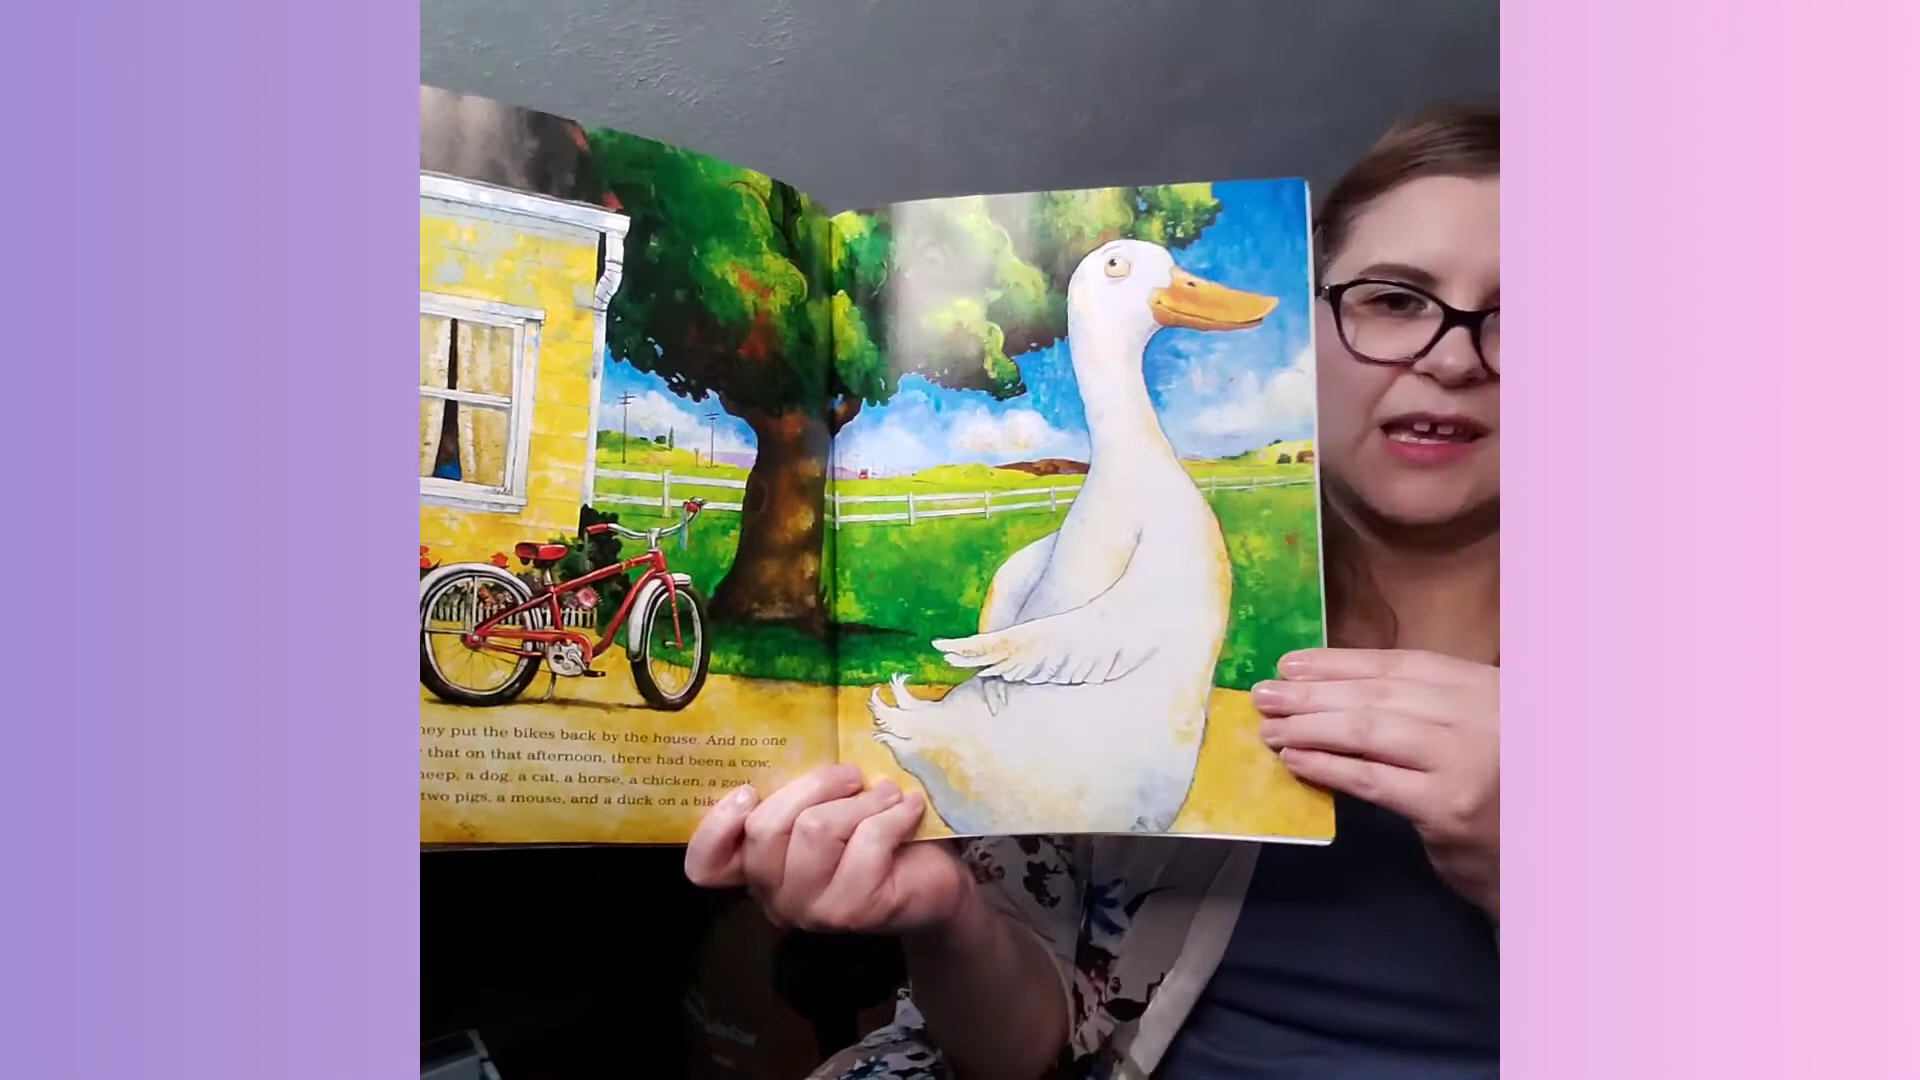 hey put the bikes back by the house. And no one
that on that afternoon, there had been a cow,
heep, a dog, a cat, a horse, a chicken, a goat,
two pigs, a mouse, and a duck on a bik